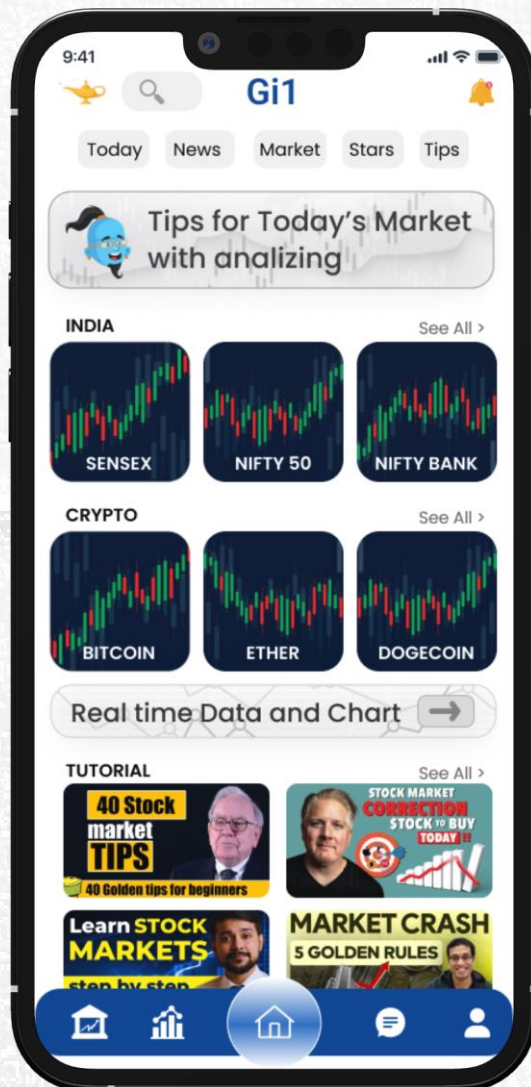 9:41
Gi1
Today News Market Stars Tips
Tips for Today's Market
with analizing
INDIA See All >
SENSEX NIFTY 50 NIFTY BANK
CRYPTO See All >
BITCOIN ETHER DOGECOIN
Real time Data and Chart
TUTORIAL See All >
40 Stock
market
TIPS
40 Golden tips for beginners
STOCK MARKET
CORRECTION
STOCK TO BUY
TODAY !!
Learn STOCK
MARKETS
step by step
MARKET CRASH
5 GOLDEN RULES